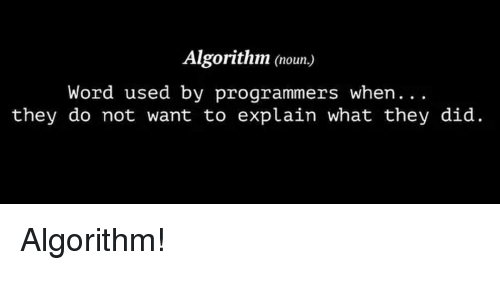 Algorithm (noun.)
Word used by programmers when...
they do not want to explain what they did.
Algorithm!